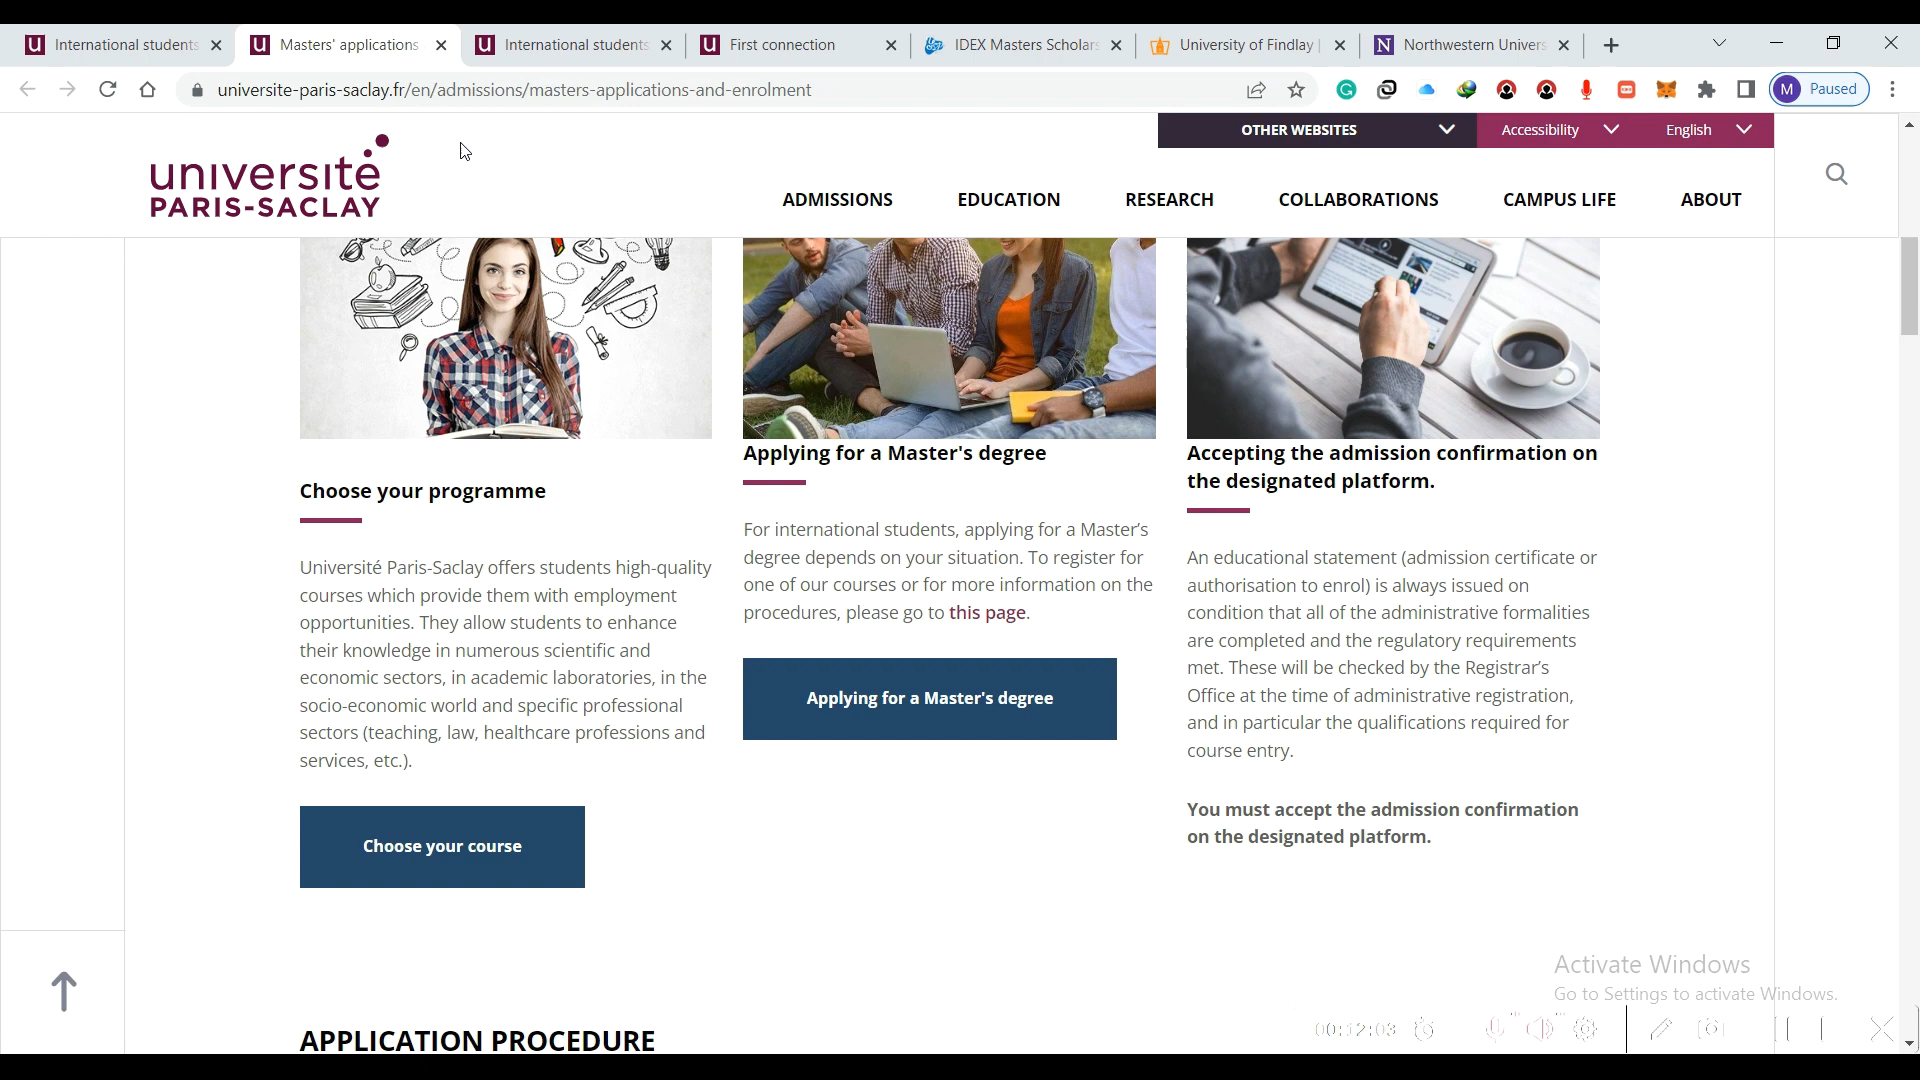 International students
Masters' applications
International students
First connection
IDEX Masters Scholars
University of Findlay |
Northwestern Univers
universite-paris-saclay.fr/en/admissions/masters-applications-and-enrolment
M Paused
OTHER WEBSITES
Accessibility
English
université
PARIS-SACLAY
ADMISSIONS
EDUCATION
RESEARCH
COLLABORATIONS
CAMPUS LIFE
ABOUT
Choose your programme
Université Paris-Saclay offers students high-quality
courses which provide them with employment
opportunities. They allow students to enhance
their knowledge in numerous scientific and
economic sectors, in academic laboratories, in the
socio-economic world and specific professional
sectors (teaching, law, healthcare professions and
services, etc.).
Choose your course
Applying for a Master's degree
For international students, applying for a Master's
degree depends on your situation. To register for
one of our courses or for more information on the
procedures, please go to this page.
Applying for a Master's degree
Accepting the admission confirmation on
the designated platform.
An educational statement (admission certificate or
authorisation to enrol) is always issued on
condition that all of the administrative formalities
are completed and the regulatory requirements
met. These will be checked by the Registrar's
Office at the time of administrative registration,
and in particular the qualifications required for
course entry.
You must accept the admission confirmation
on the designated platform.
APPLICATION PROCEDURE
Activate Windows
Go to Settings to activate Windows.
00:12:03